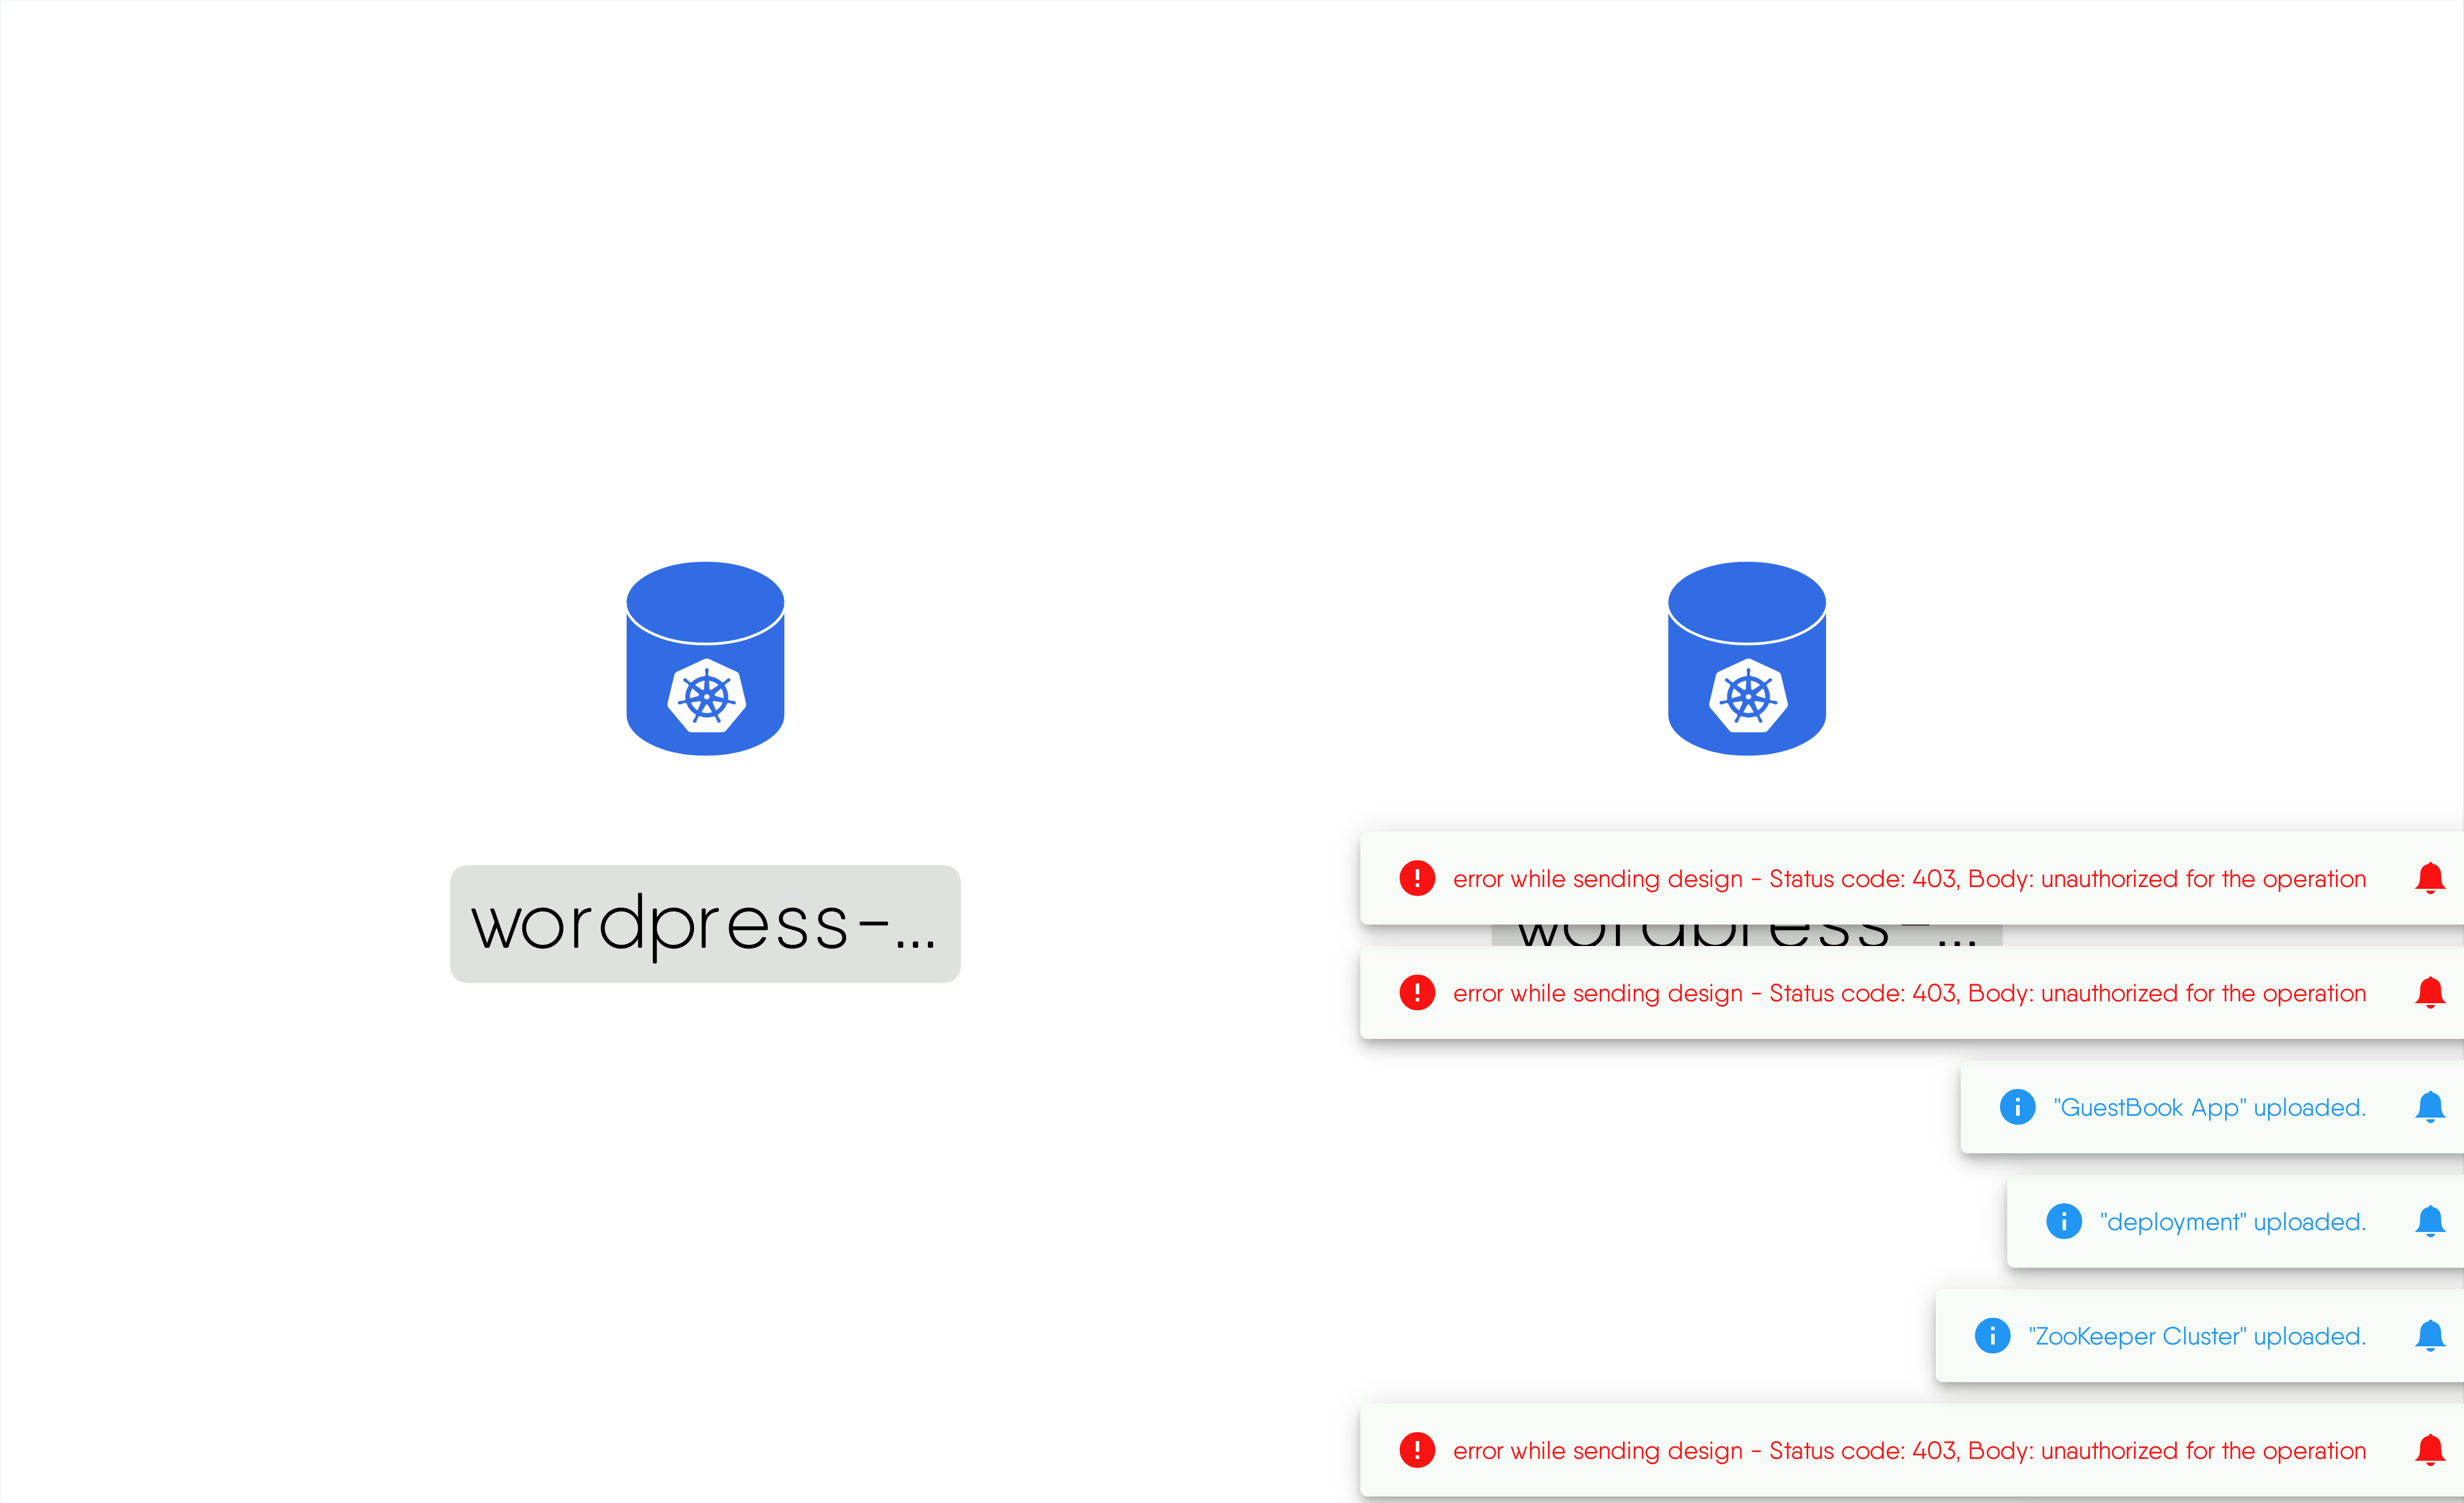 wordpress-...
error while sending design - Status code: 403, Body: unauthorized for the operation
wordpress-...
error while sending design - Status code: 403, Body: unauthorized for the operation
"GuestBook App" uploaded.
"deployment" uploaded.
"ZooKeeper Cluster" uploaded.
error while sending design - Status code: 403, Body: unauthorized for the operation